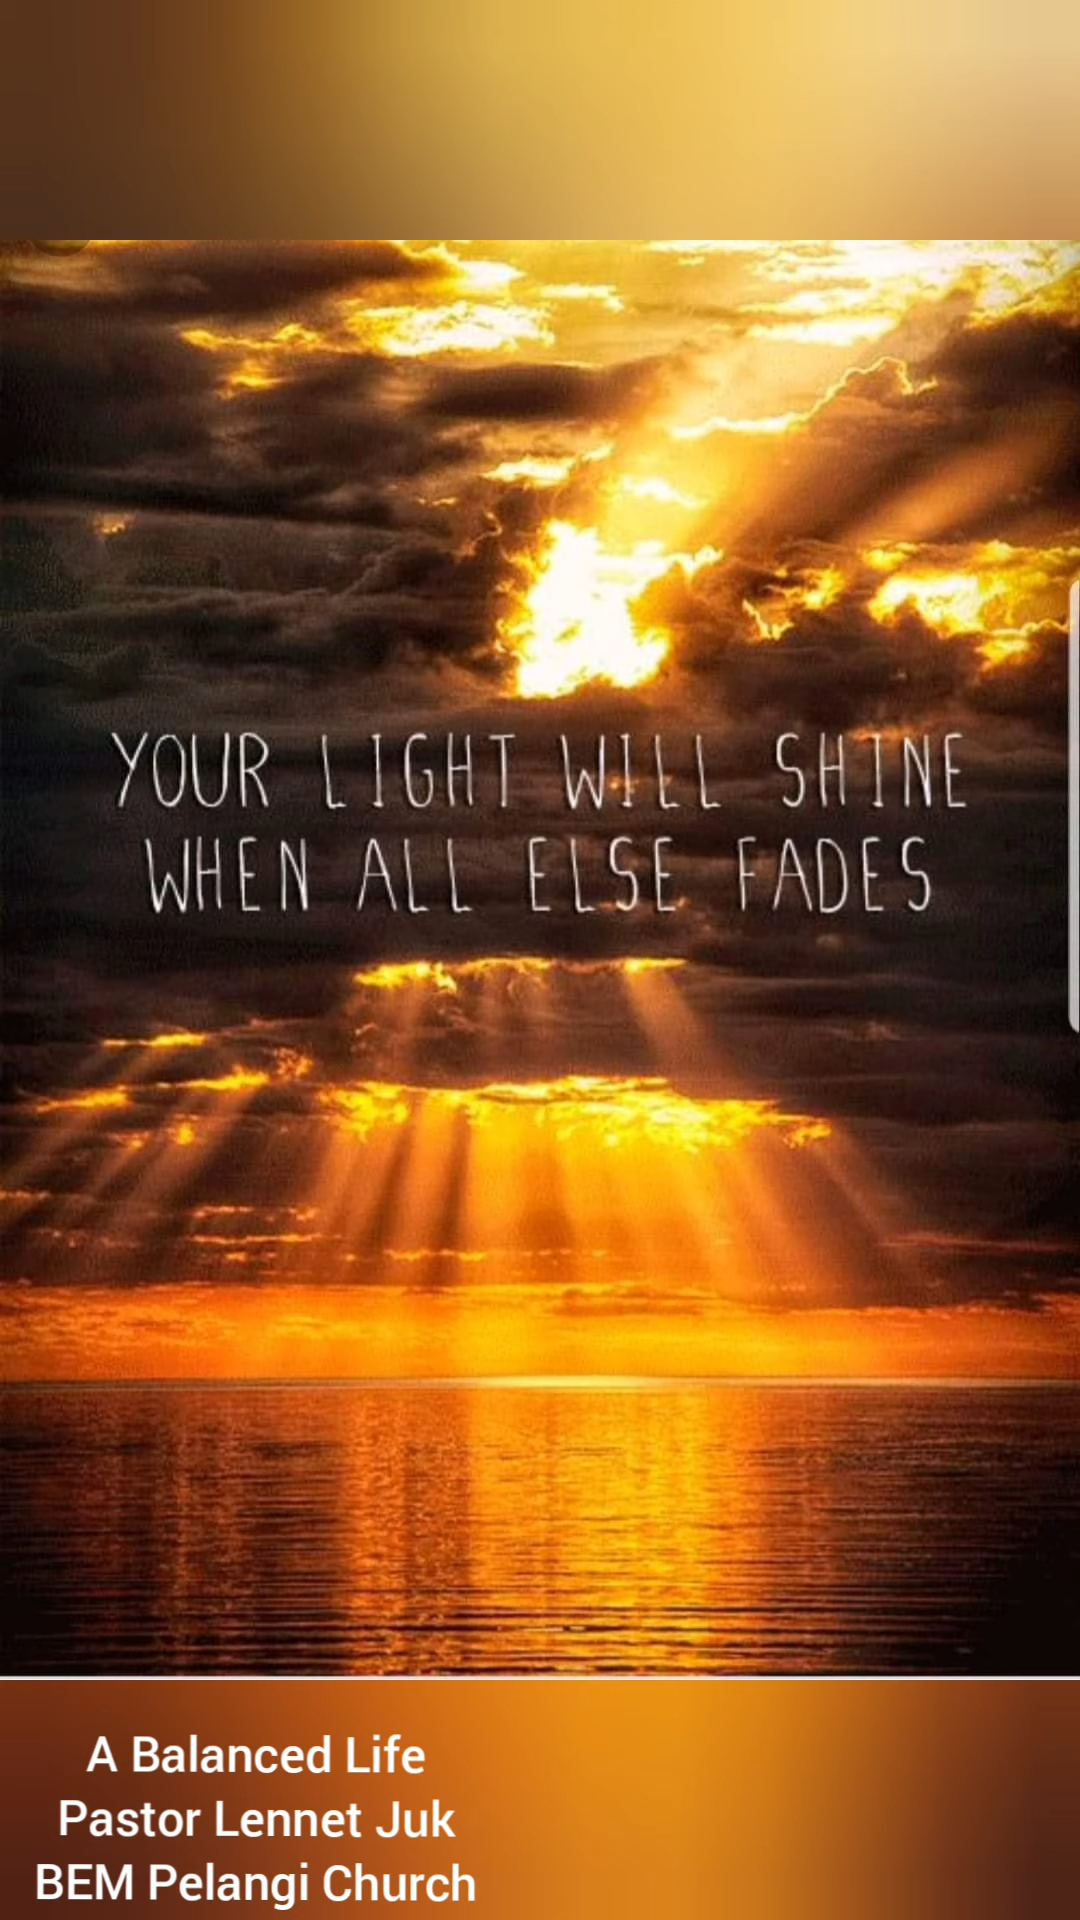 YOUR LIGHT WILL SHINE
WHEN ALL ELSE FADES
A Balanced Life
Pastor Lennet Juk
BEM Pelangi Church